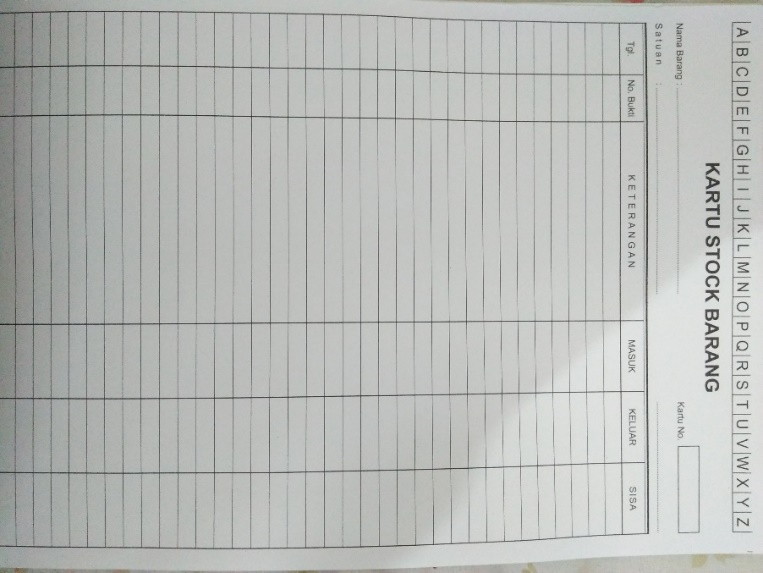 A B C D E F G H I J K L M N O P Q R S T U V W X Y Z
KARTU STOCK BARANG
Nama Barang :
Kartu No.
Satuan :
Tgl. No. Bukti KETERANGAN MASUK KELUAR SISA